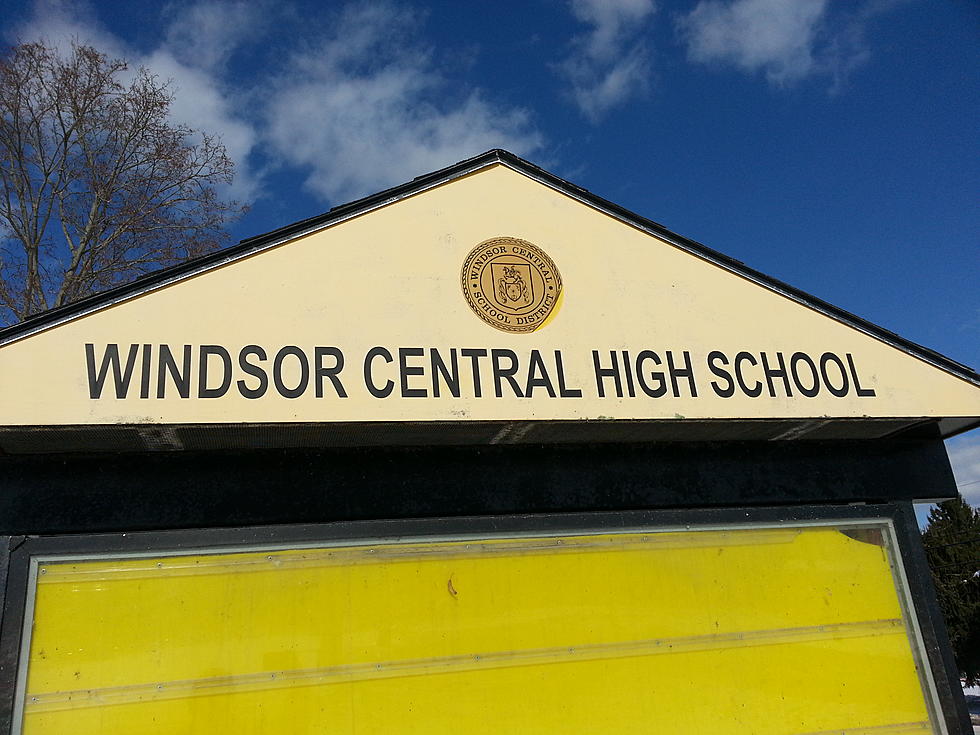 WINDSOR CENTRAL
SCHOOL DISTRICT
WINDSOR CENTRAL HIGH SCHOOL